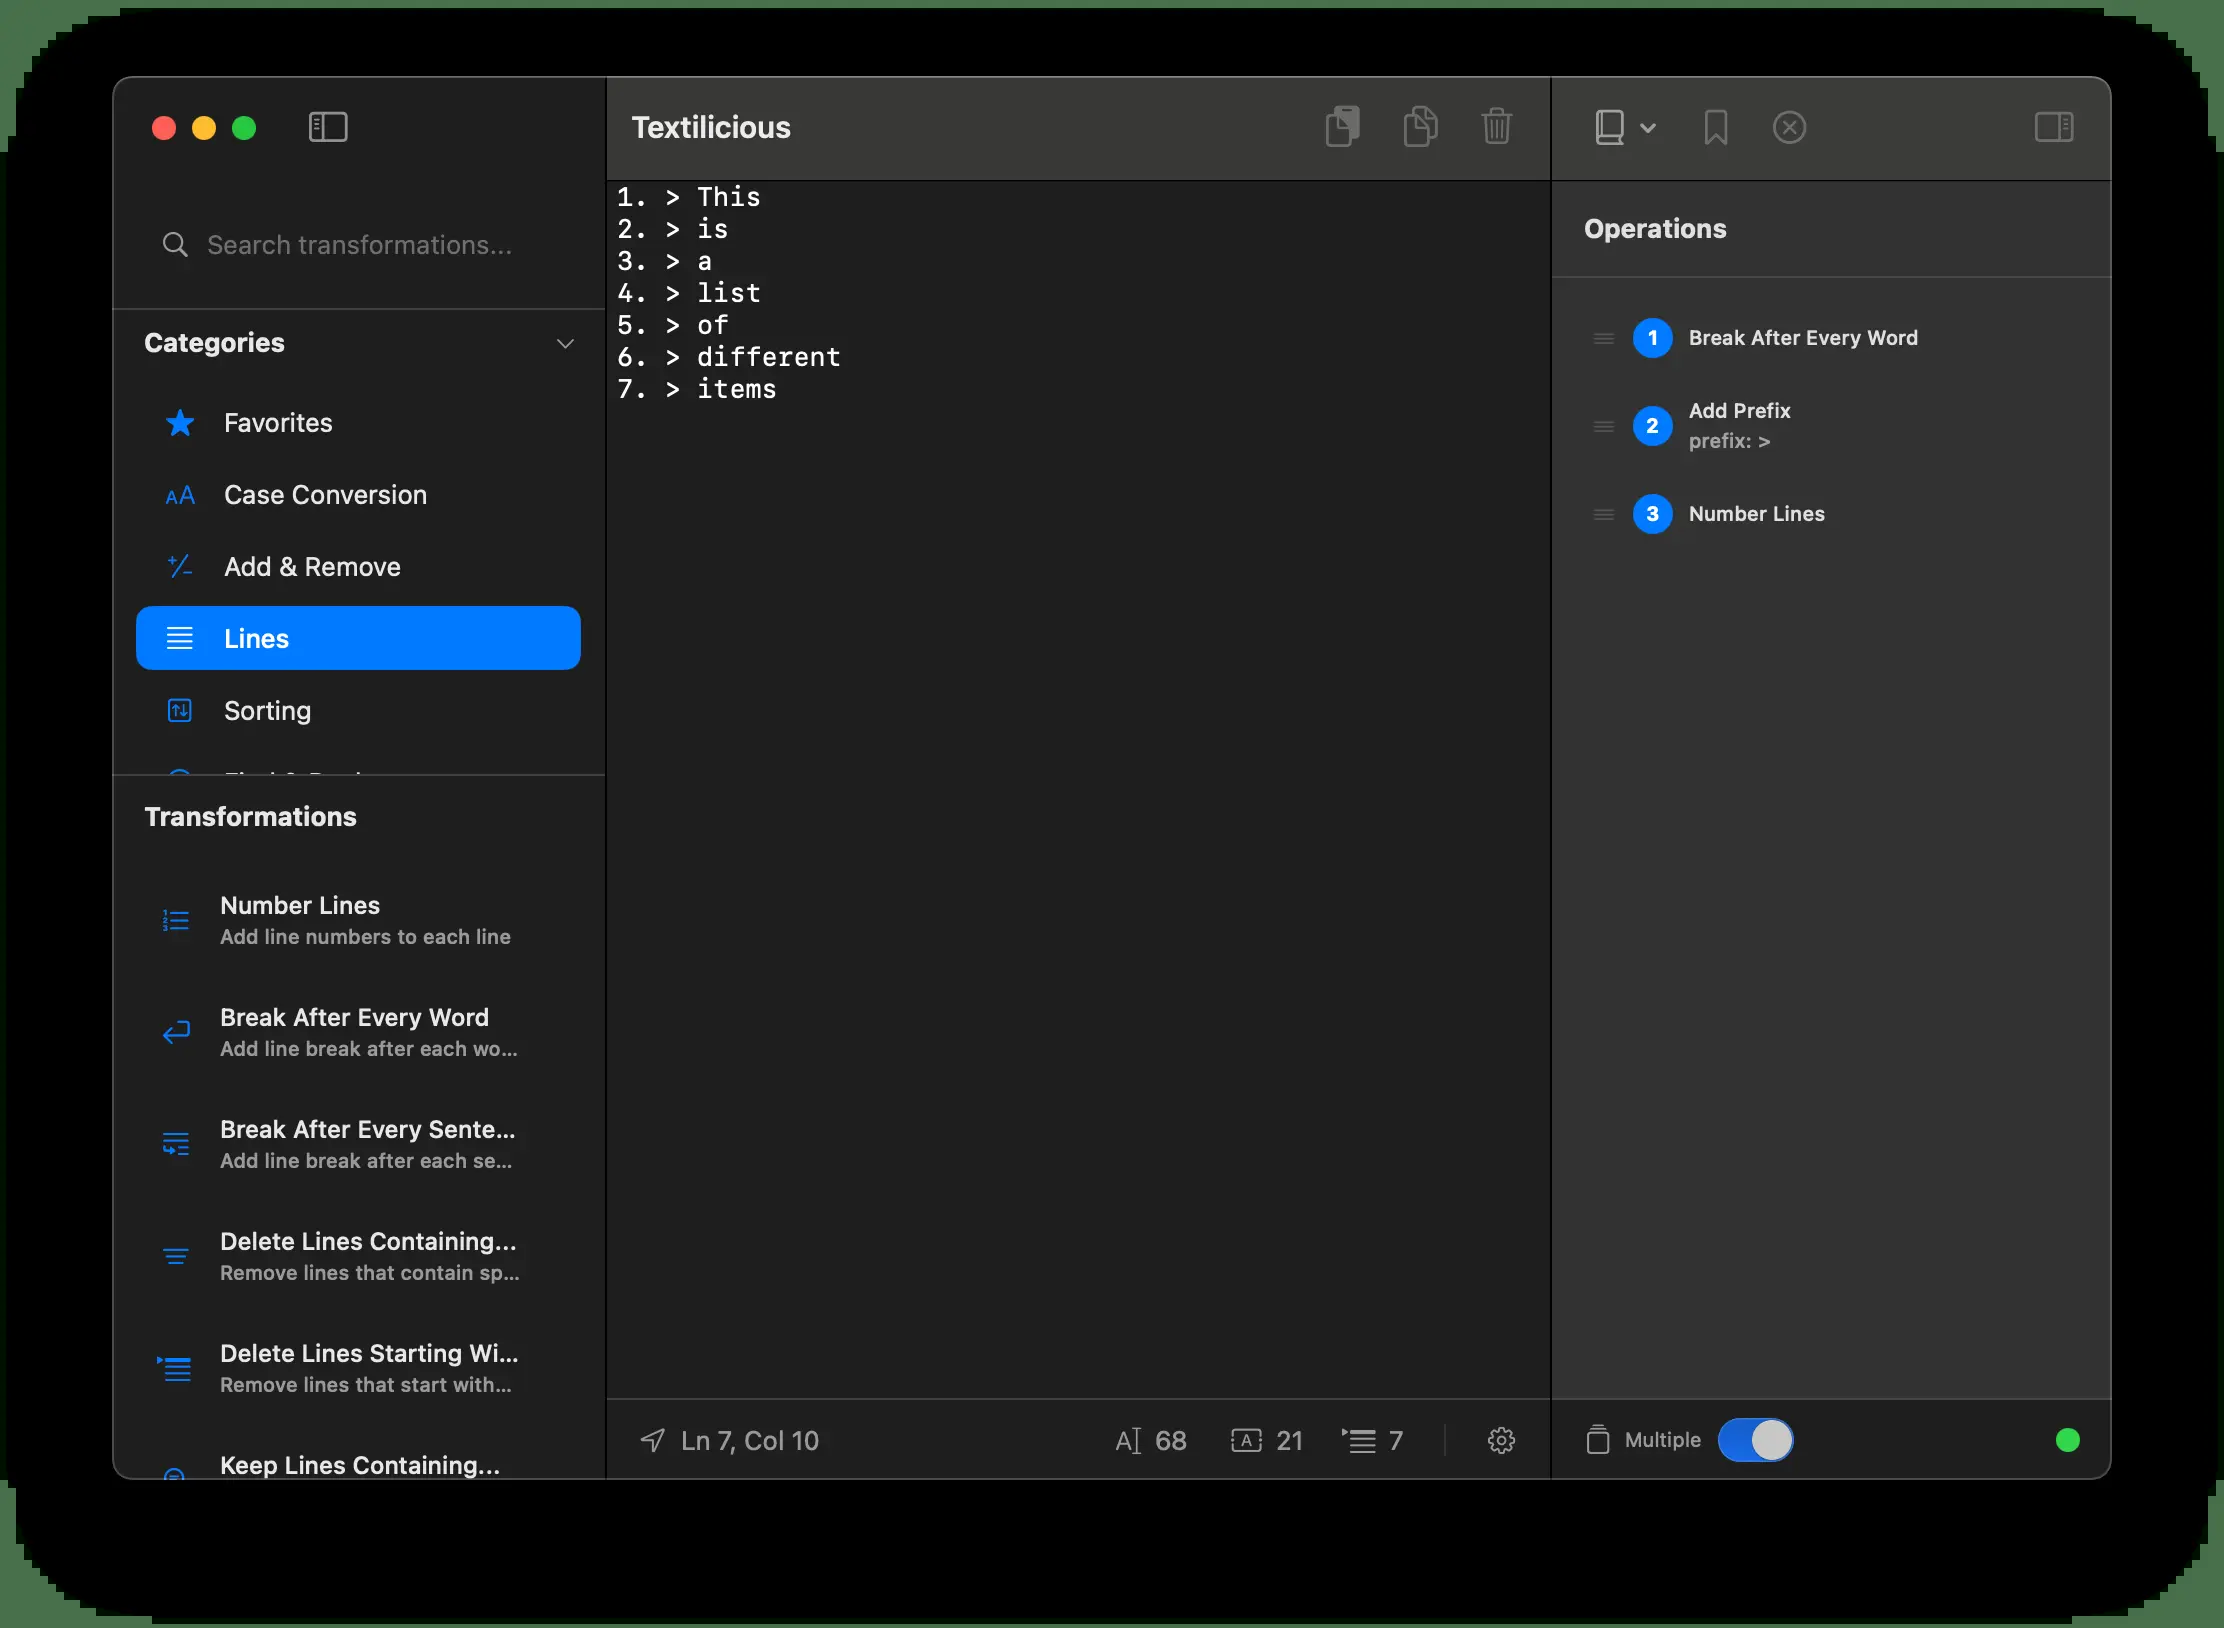 Textilicious
Search transformations...
Categories
Favorites
AA Case Conversion
Add & Remove
Lines
Sorting
Transformations
Number Lines
Add line numbers to each line
Break After Every Word
Add line break after each wo...
Break After Every Sente...
Add line break after each se...
Delete Lines Containing...
Remove lines that contain sp...
Delete Lines Starting Wi...
Remove lines that start with...
Keep Lines Containing...
1. > This
2. > is
3. > a
4. > list
5. > of
6. > different
7. > items
Ln 7, Col 10
A 68
A 21
7
Operations
1 Break After Every Word
2 Add Prefix
prefix: >
3 Number Lines
Multiple